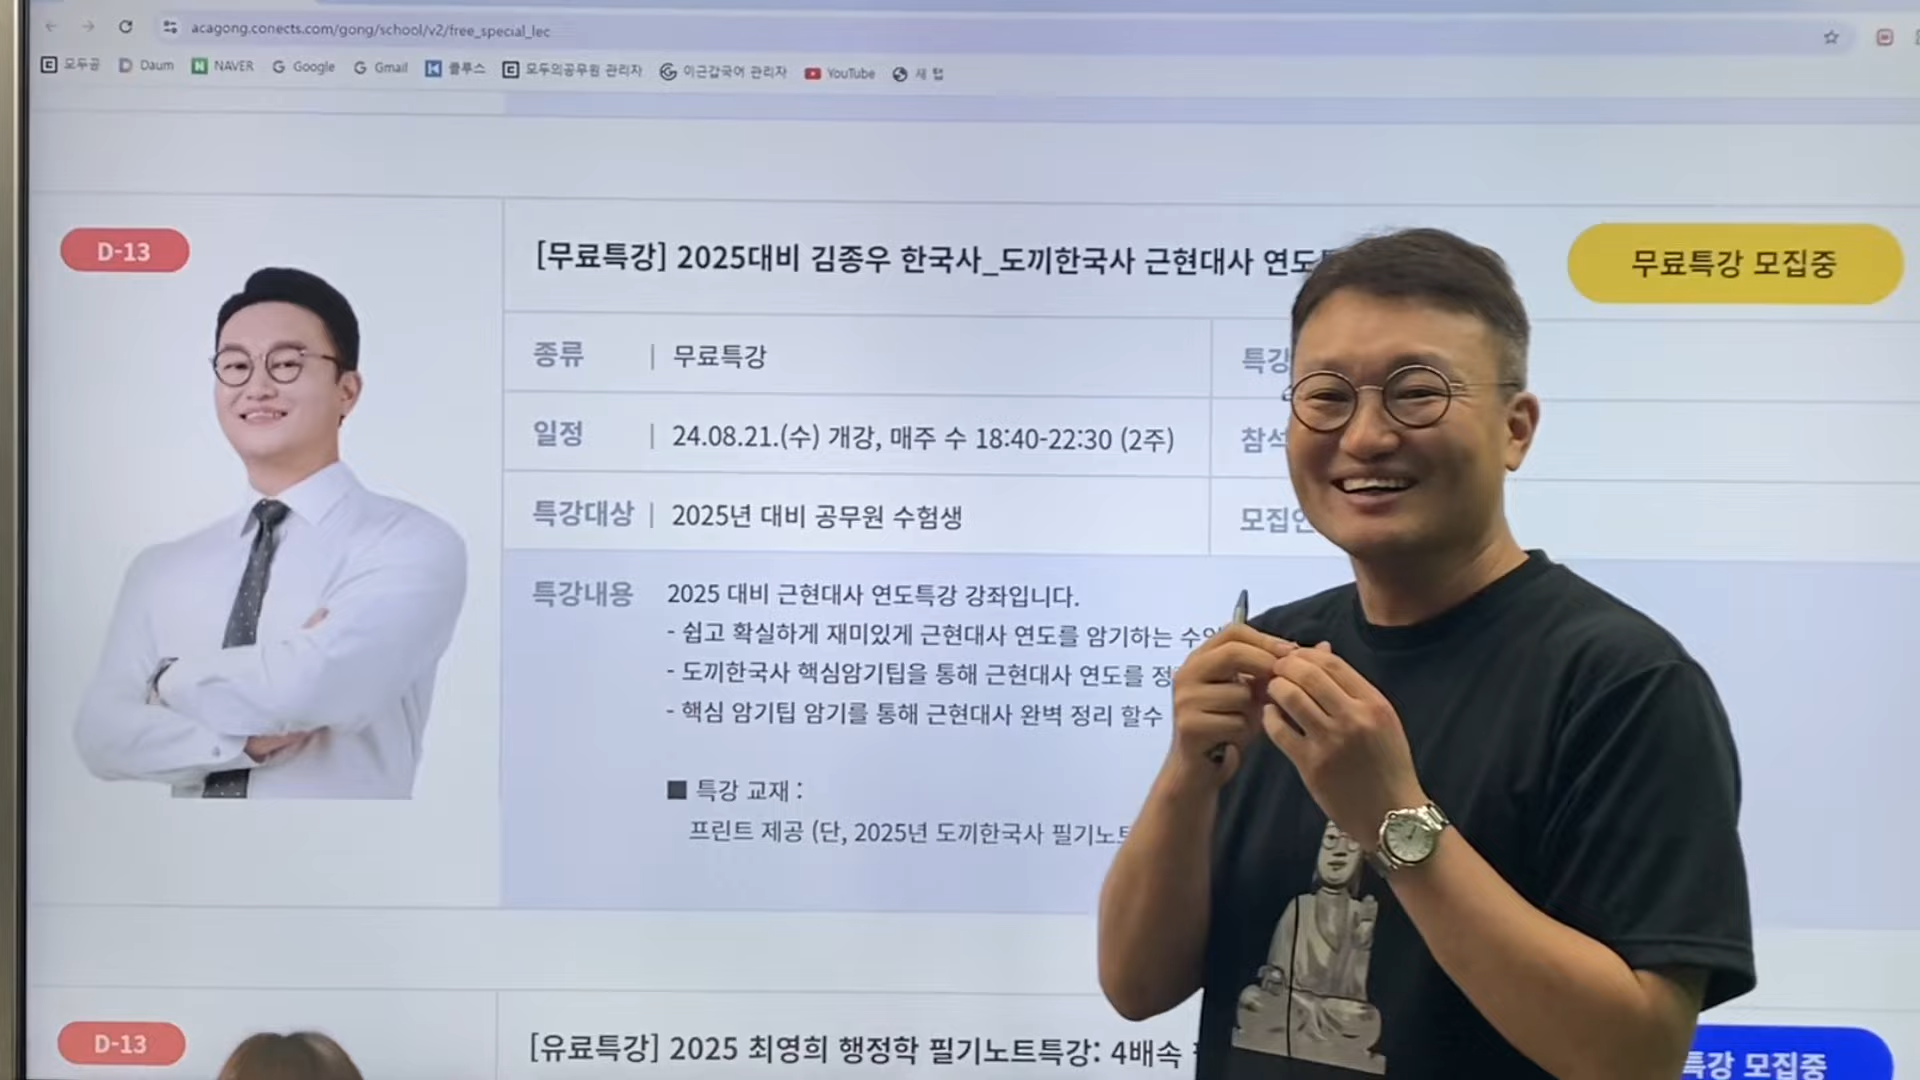 acagong.conects.com/gong/school/v2/free_special_lec
모두공 Daum NAVER Google Gmail 클루스 모두의공무원 관리자 이근갑국어 관리자 YouTube 새 탭
D-13
[무료특강] 2025대비 김종우 한국사_도끼한국사 근현대사 연도
무료특강 모집중
종류 | 무료특강
특강
일정 | 24.08.21.(수) 개강, 매주 수 18:40-22:30 (2주)
참석
특강대상 | 2025년 대비 공무원 수험생
모집인
특강내용 2025 대비 근현대사 연도특강 강좌입니다.
- 쉽고 확실하게 재미있게 근현대사 연도를 암기하는 수업
- 도끼한국사 핵심암기팁을 통해 근현대사 연도를 정
- 핵심 암기팁 암기를 통해 근현대사 완벽 정리 할수
■ 특강 교재 :
프린트 제공 (단, 2025년 도끼한국사 필기노트
D-13
[유료특강] 2025 최영희 행정학 필기노트특강: 4배속
특강 모집중